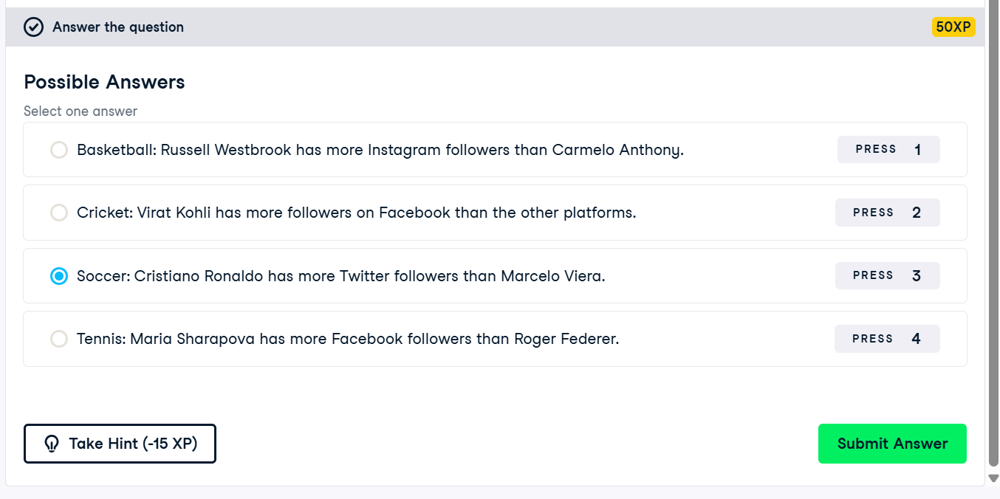 Answer the question
50XP
Possible Answers
Select one answer
Basketball: Russell Westbrook has more Instagram followers than Carmelo Anthony.
PRESS 1
Cricket: Virat Kohli has more followers on Facebook than the other platforms.
PRESS 2
Soccer: Cristiano Ronaldo has more Twitter followers than Marcelo Viera.
PRESS 3
Tennis: Maria Sharapova has more Facebook followers than Roger Federer.
PRESS 4
Take Hint (-15 XP)
Submit Answer